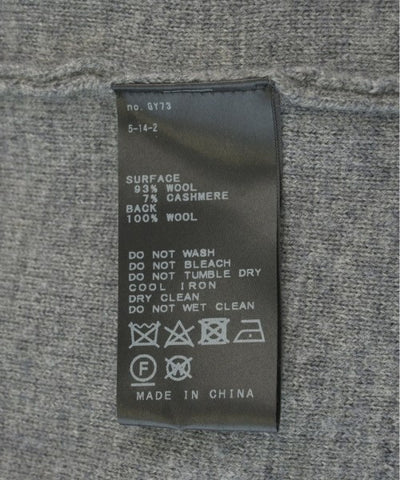 no. GY73
5-14-2
SURFACE
93% WOOL
7% CASHMERE
BACK
100% WOOL
DO NOT WASH
DO NOT BLEACH
DO NOT TUMBLE DRY
COOL IRON
DRY CLEAN
DO NOT WET CLEAN
F W
MADE IN CHINA